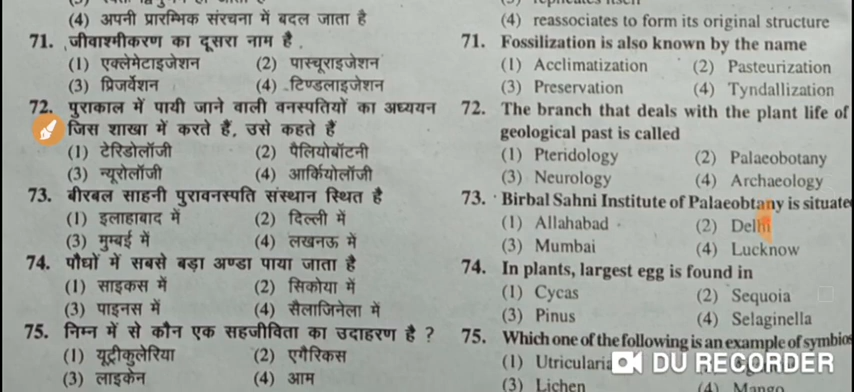 (4) अपनी प्रारम्भिक संरचना में बदल जाता है
71. जीवाश्मीकरण का दूसरा नाम है
(1) एक्लेमेटाइजेशन (2) पास्चूराइजेशन
(3) प्रिजर्वेशन (4) टिण्डलाइजेशन
72. पुराकाल में पायी जाने वाली वनस्पतियों का अध्ययन
जिस शाखा में करते हैं, उसे कहते हैं
(1) टेरिडोलॉजी (2) पैलियोबॉटनी
(3) न्यूरोलॉजी (4) आर्कियोलॉजी
73. बीरबल साहनी पुरावनस्पति संस्थान स्थित है
(1) इलाहाबाद में (2) दिल्ली में
(3) मुम्बई में (4) लखनऊ में
74. पौधों में सबसे बड़ा अण्डा पाया जाता है
(1) साइकस में (2) सिकोया में
(3) पाइनस में (4) सैलाजिनेला में
75. निम्न में से कौन एक सहजीविता का उदाहरण है ?
(1) यूट्रीकुलेरिया (2) एगैरिकस
(3) लाइकेन (4) आम
(4) reassociates to form its original structure
71. Fossilization is also known by the name
(1) Acclimatization (2) Pasteurization
(3) Preservation (4) Tyndallization
72. The branch that deals with the plant life of
geological past is called
(1) Pteridology (2) Palaeobotany
(3) Neurology (4) Archaeology
73. Birbal Sahni Institute of Palaeobtany is situate
(1) Allahabad (2) Delhi
(3) Mumbai (4) Lucknow
74. In plants, largest egg is found in
(1) Cycas (2) Sequoia
(3) Pinus (4) Selaginella
75. Which one of the following is an example of symbios
(1) Utricularia
(3) Lichen (4) Mango
DU RECORDER